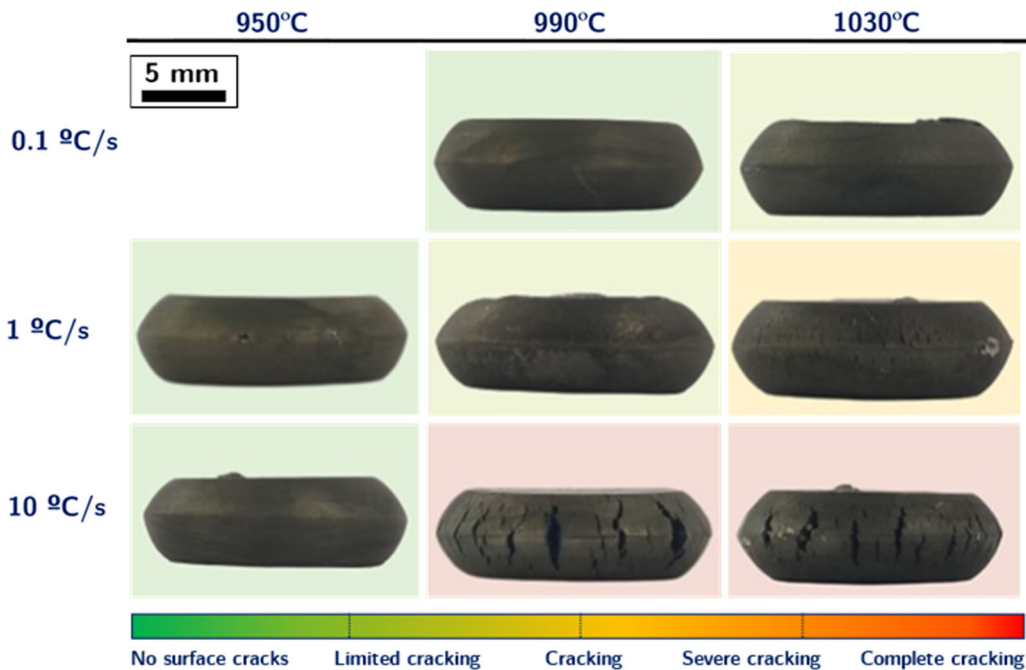 950ºC 990ºC 1030ºC
5 mm
0.1 ºC/s
1 ºC/s
10 ºC/s
No surface cracks Limited cracking Cracking Severe cracking Complete cracking